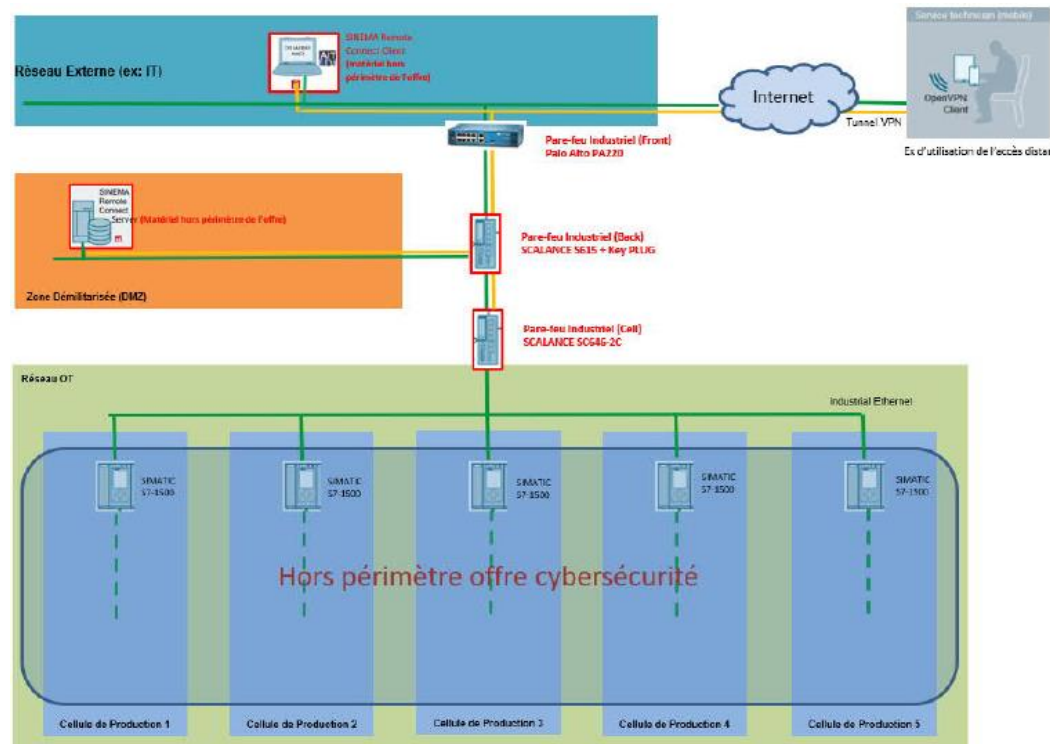 Service technician (mobile)
SINEMA Remote
Connect Client
(matériel hors
périmètre de l'offre)
Réseau Externe (ex: IT)
Internet
OpenVPN
Client
Tunnel VPN
Ex d'utilisation de l'accès distan
Pare-feu Industriel (Front)
Palo Alto PA220
SINEMA
Remote
Connect
Server (Matériel hors périmètre de l'offre)
Pare-feu Industriel (Back)
SCALANCE S615 + Key PLUG
Zone Démilitarisée (DMZ)
Pare-feu Industriel (Cell)
SCALANCE SC646-2C
Réseau OT
Industrial Ethernet
SIMATIC
S7-1500
SIMATIC
S7-1500
SIMATIC
S7-1500
SIMATIC
S7-1500
SIMATIC
S7-1500
Hors périmètre offre cybersécurité
Cellule de Production 1
Cellule de Production 2
Cellule de Production 3
Cellule de Production 4
Cellule de Production 5